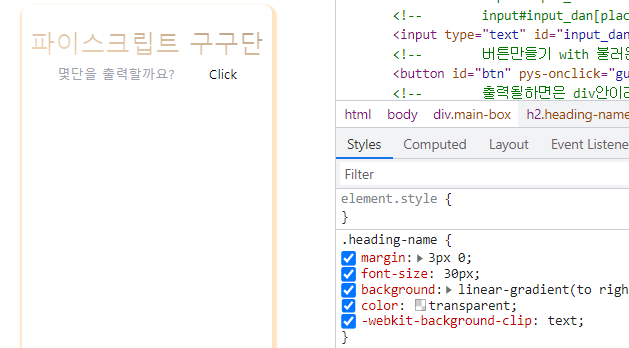 파이스크립트 구구단
몇단을 출력할까요? Click
<!-- input#input_dan[plac
<input type="text" id="input_dan
<!-- 버튼만들기 with 불러온
<button id="btn" pys-onclick="gu
<!-- 출력될하면은 div안이라
html body div.main-box h2.heading-name
Styles Computed Layout Event Listene
Filter
element.style {
}
.heading-name {
margin: 3px 0;
font-size: 30px;
background: linear-gradient(to righ
color: transparent;
-webkit-background-clip: text;
}